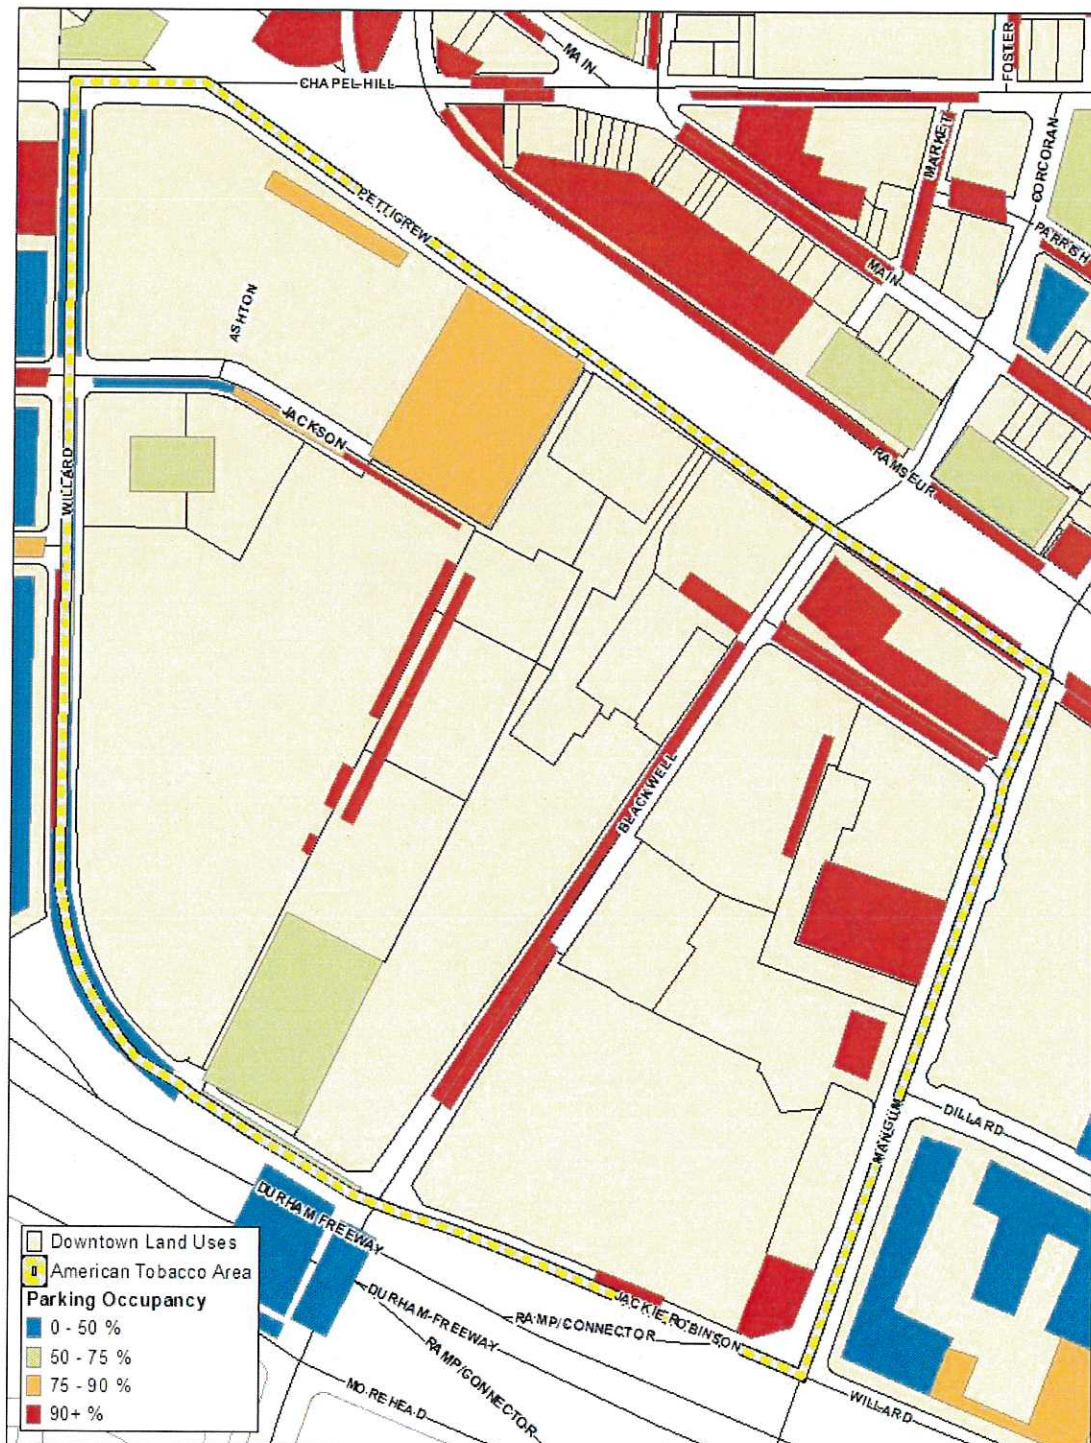 MAIN
FOSTER
CHAPEL-HILL
MARKET
CORCORAN
PETTIGREW
PARRISH
MAIN
ASHTON
JACKSON
WILLARD
RAMSEUR
BLACKWELL
DILLARD
MANGUM
DURHAM FREEWAY
JACKIE ROBINSON
DURHAM-FREEWAY
RAMP/CONNECTOR
RAMP/CONNECTOR
MOREHEAD
WILLARD
Downtown Land Uses
American Tobacco Area
Parking Occupancy
0 - 50 %
50 - 75 %
75 - 90 %
90+ %